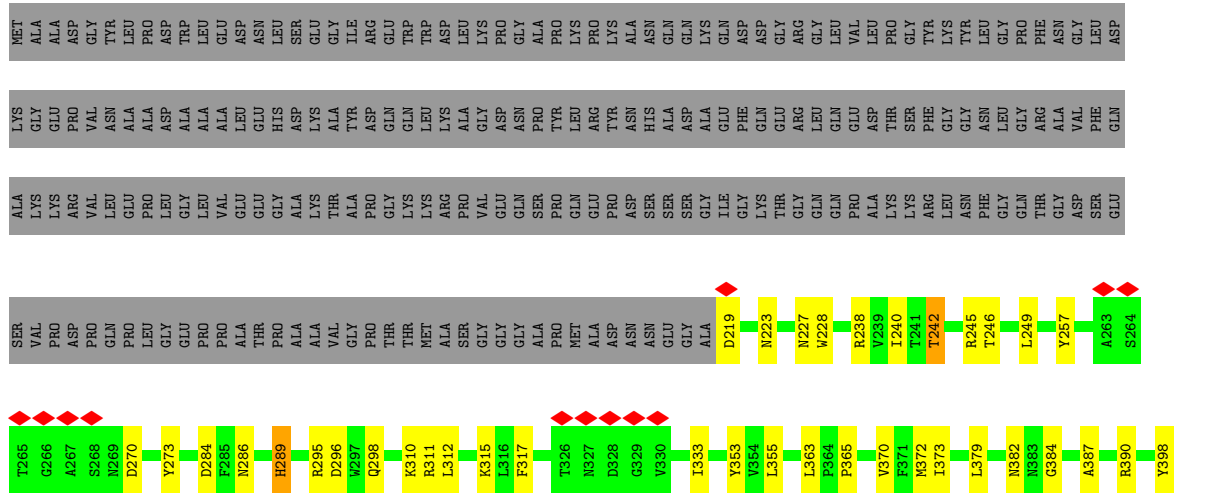 MET ALA ALA ASP GLY TYR LEU PRO ASP TRP LEU GLU ASP ASN LEU SER GLU GLY ILE ARG GLU TRP TRP ASP LEU LYS PRO GLY ALA PRO LYS PRO LYS ALA ASN GLN GLN LYS GLN ASP ASP GLY ARG GLY LEU VAL LEU PRO GLY TYR LYS TYR LEU GLY PRO PHE ASN GLY LEU ASP
LYS GLY GLU PRO VAL ASN ALA ALA ASP ALA ALA ALA LEU GLU HIS ASP LYS ALA TYR ASP GLN GLN LEU LYS ALA GLY ASP ASN PRO TYR LEU ARG TYR ASN HIS ALA ASP ALA GLU PHE GLN GLU ARG LEU GLN GLU ASP THR SER PHE GLY GLY ASN LEU GLY ARG ALA VAL PHE GLN
ALA LYS LYS ARG VAL LEU GLU PRO LEU GLY LEU VAL GLU GLU GLY ALA LYS THR ALA PRO GLY LYS LYS ARG PRO VAL GLU GLN SER PRO GLN GLU PRO ASP SER SER SER GLY ILE GLY LYS THR GLY GLN GLN PRO ALA LYS LYS ARG LEU ASN PHE GLY GLN THR GLY ASP SER GLU
SER VAL PRO ASP PRO GLN PRO LEU GLY GLU PRO PRO ALA THR PRO ALA ALA VAL GLY PRO THR THR MET ALA SER GLY GLY GLY ALA PRO MET ALA ASP ASN ASN GLU GLY ALA D219 N223 N227 W228 R238 V239 I240 T241 T242 R245 T246 L249 Y257 A263 S264
T265 G266 A267 S268 N269 D270 Y273 D284 F285 N286 H289 R295 D296 W297 Q298 K310 R311 L312 K315 L316 F317 T326 N327 D328 G329 V330 I333 Y353 V354 L355 L363 P364 P365 V370 F371 M372 I373 L379 N382 N383 G384 A387 R390 Y398